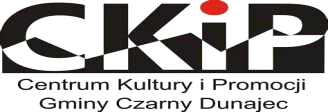 CKiP
Centrum Kultury i Promocji
Gminy Czarny Dunajec